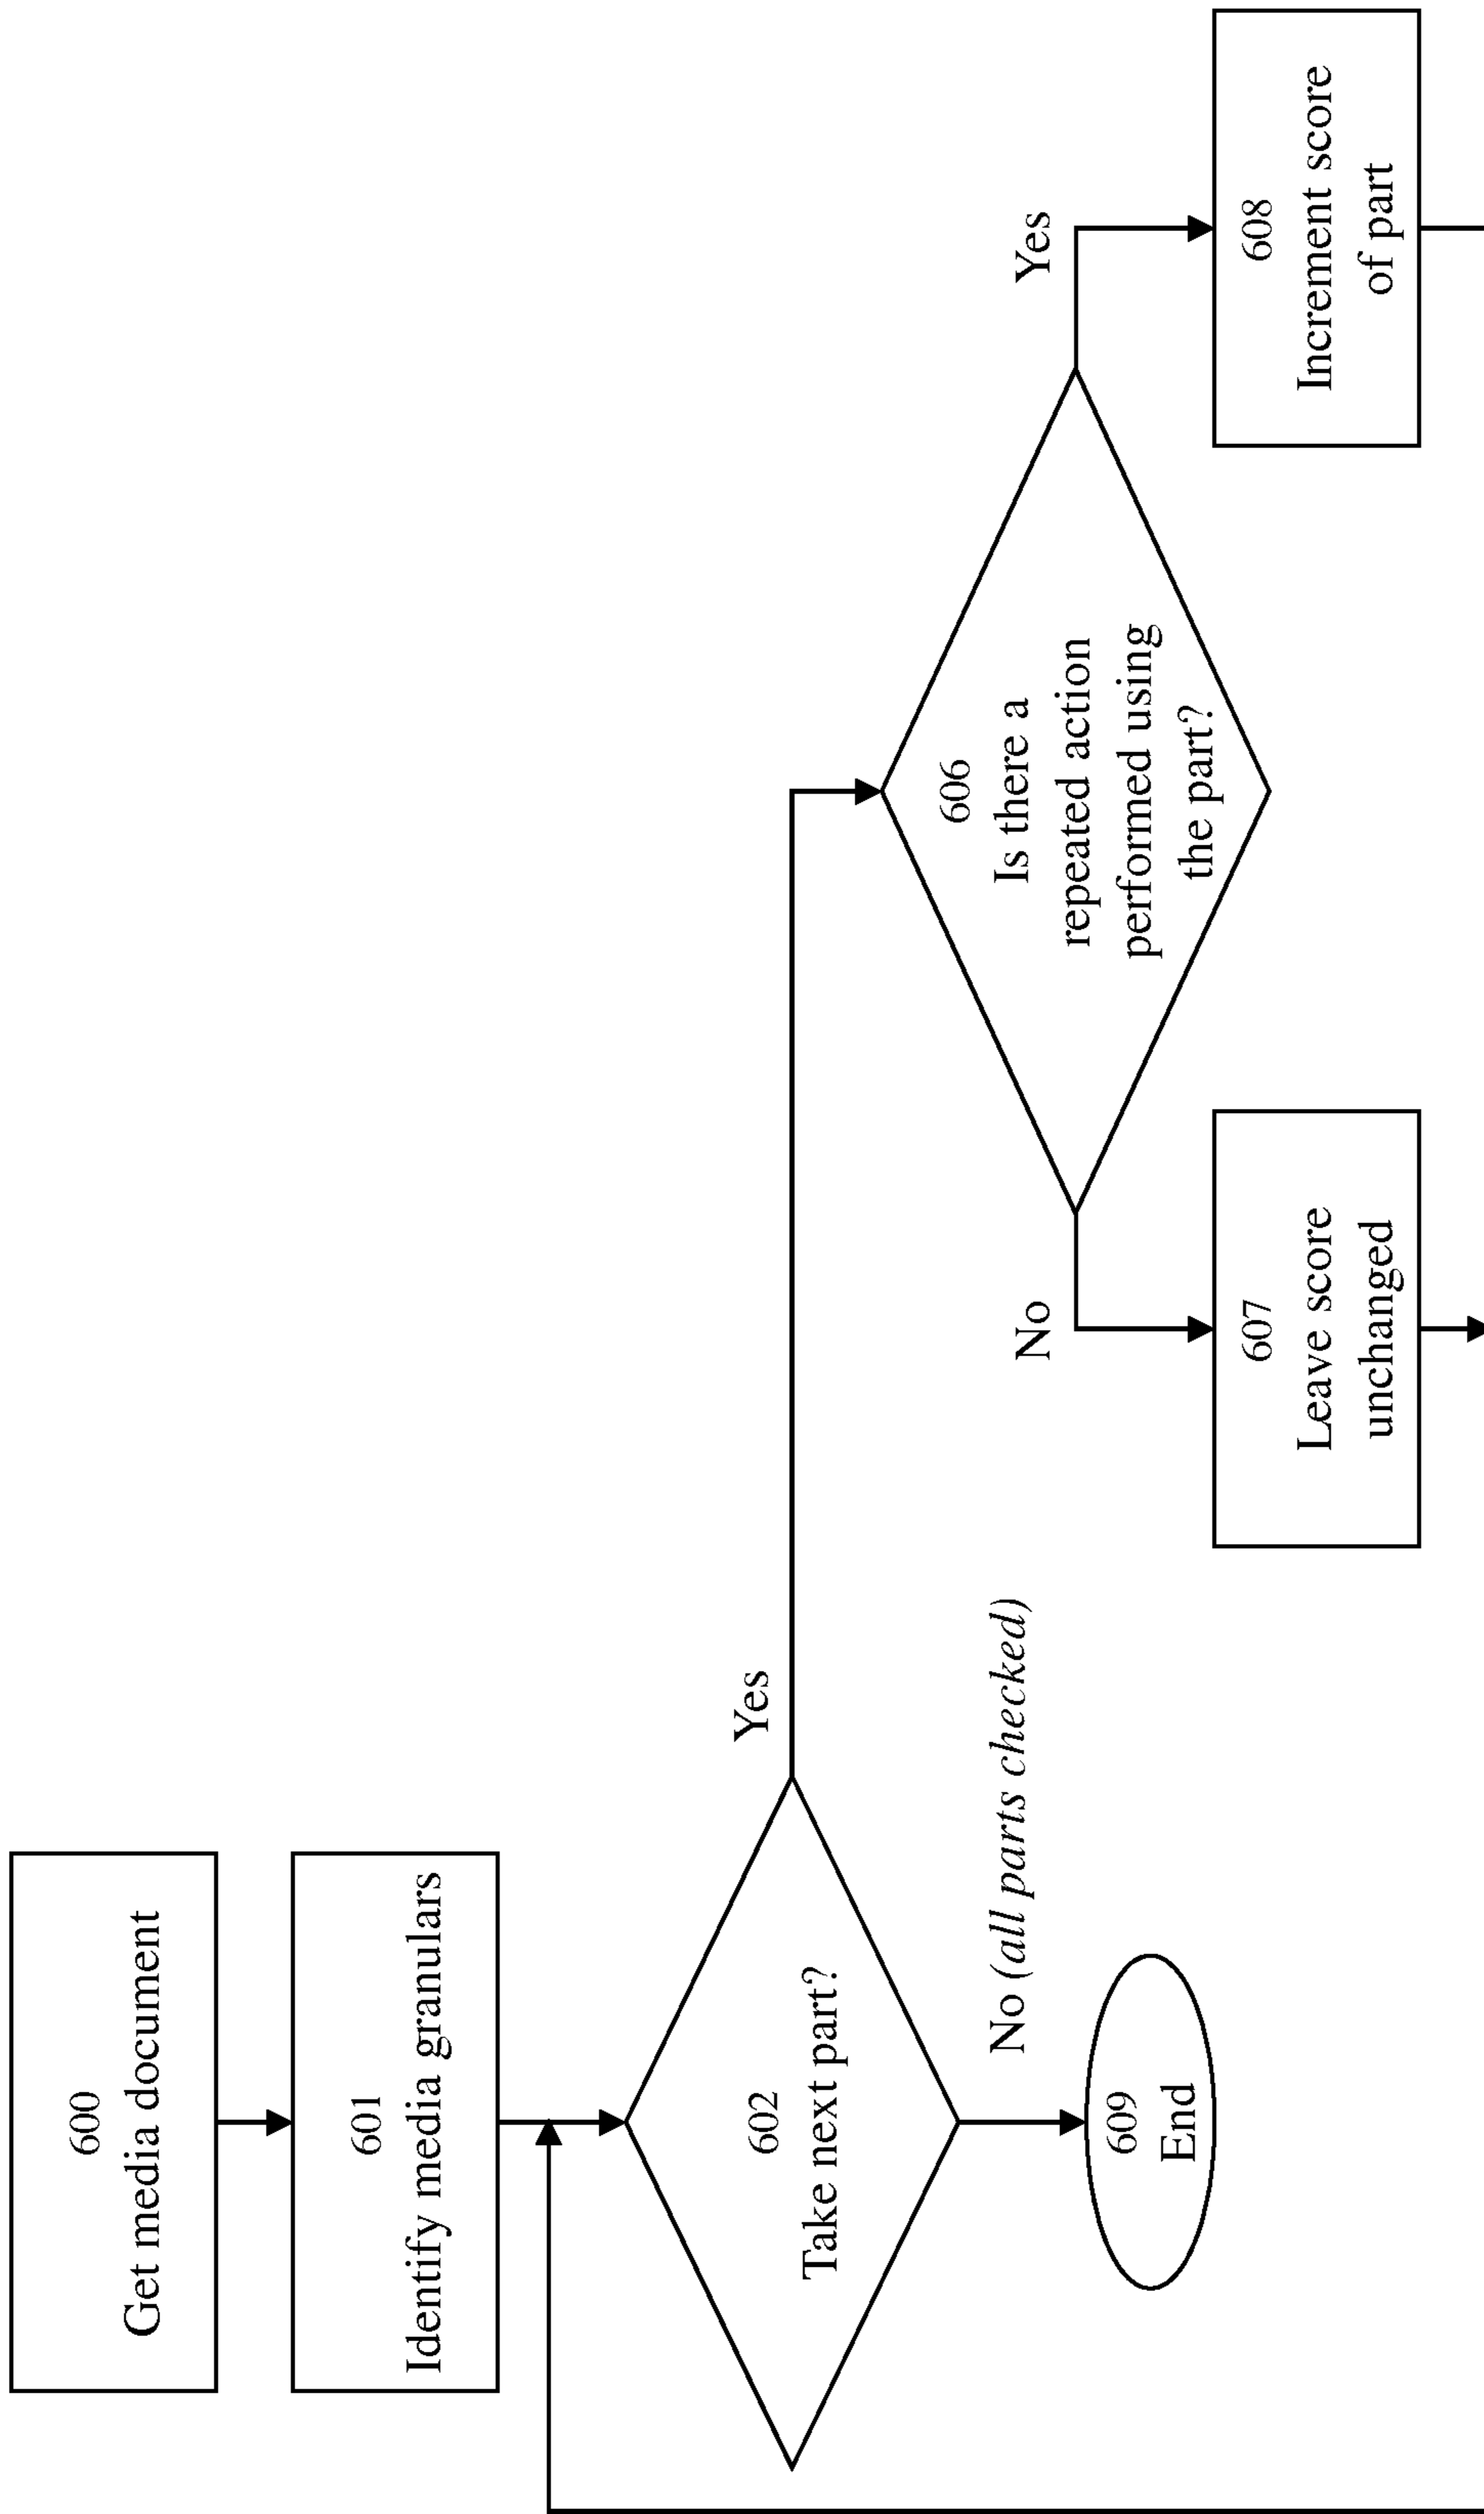 600
Get media document
601
Identify media granulars
602
Take next part?
Yes
No (all parts checked)
609
End
606
Is there a
repeated action
performed using
the part?
No
Yes
607
Leave score
unchanged
608
Increment score
of part